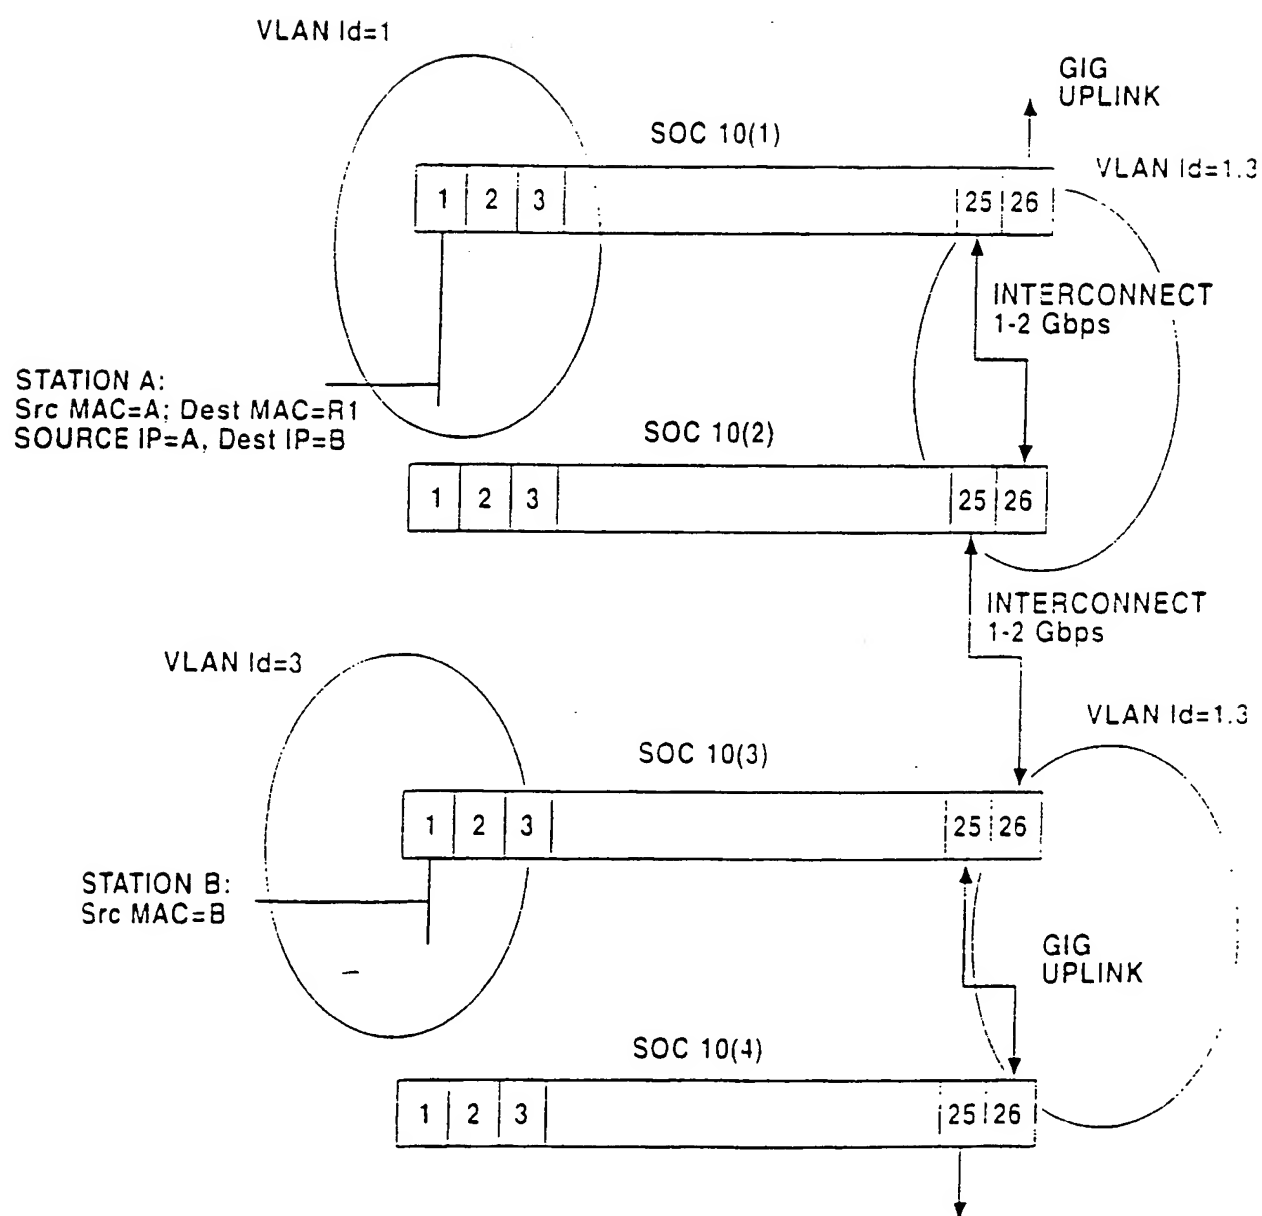 VLAN Id=1
GIG
UPLINK
SOC 10(1)
VLAN Id=1.3
1 2 3 25 26
INTERCONNECT
1-2 Gbps
STATION A:
Src MAC=A; Dest MAC=R1
SOURCE IP=A, Dest IP=B
SOC 10(2)
1 2 3 25 26
INTERCONNECT
1-2 Gbps
VLAN Id=3
VLAN Id=1.3
SOC 10(3)
1 2 3 25 26
STATION B:
Src MAC=B
GIG
UPLINK
SOC 10(4)
1 2 3 25 26